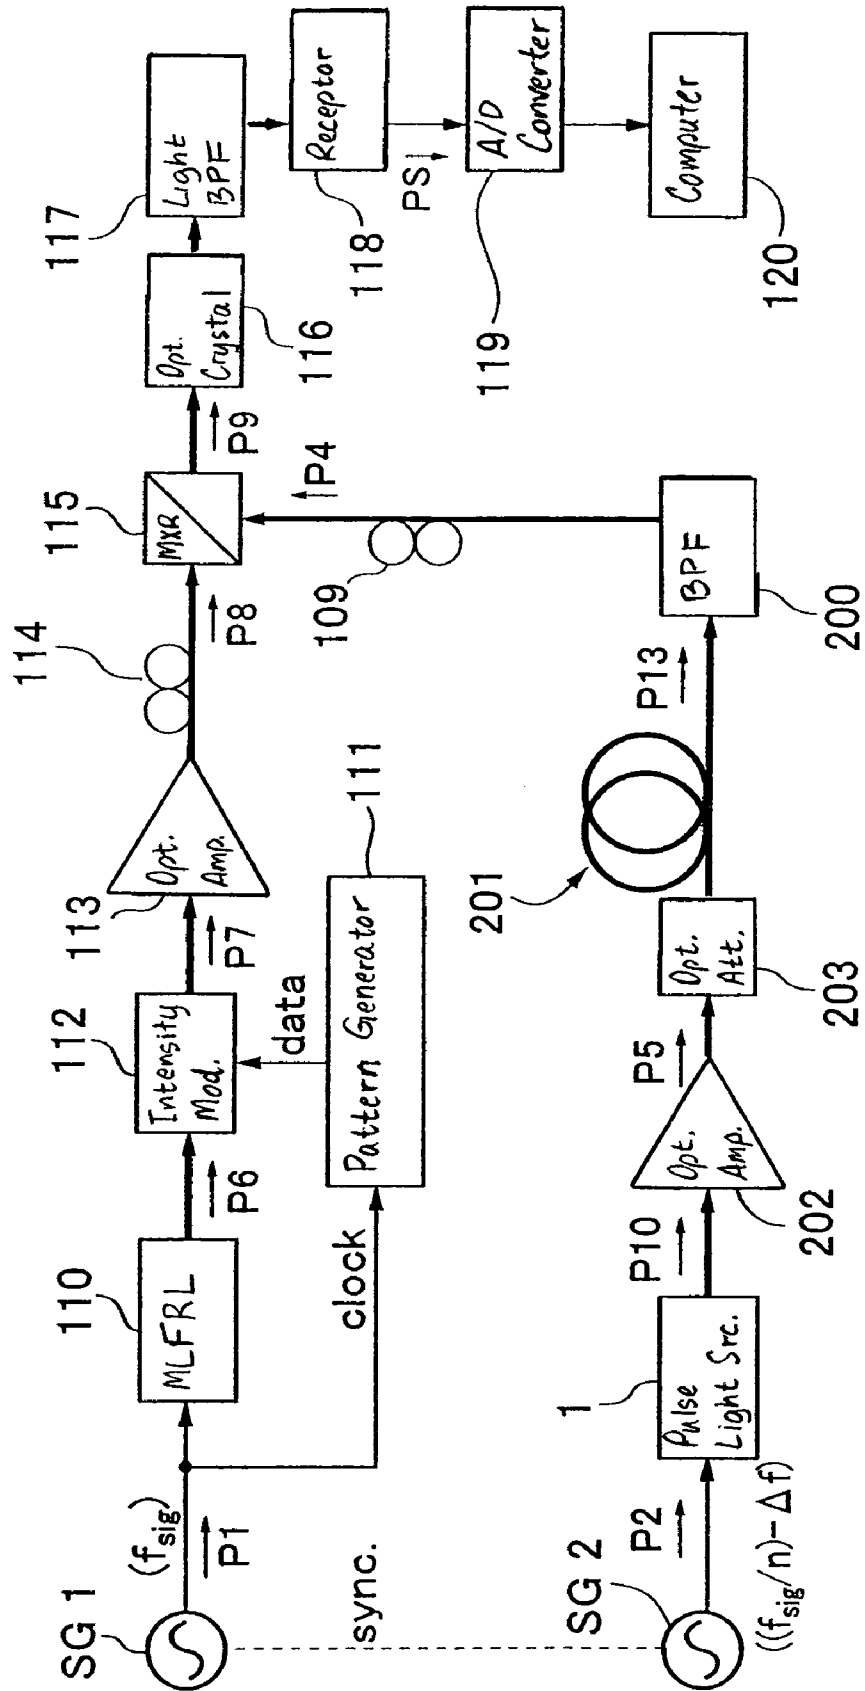 SG 1
(fsig)
P1
110
MLFRL
P6
112
Intensity
Mod.
P7
113
Opt.
Amp.
114
P8
115
MXR
P9
Opt.
Crystal
116
117
Light
BPF
Receptor
118
PS
A/D
Converter
119
Computer
120
clock
Pattern Generator
111
data
P4
109
sync.
SG 2
((fsig/n)-Δf)
P2
1
Pulse
Light Src.
P10
Opt.
Amp.
202
P5
Opt.
Att.
203
201
P13
BPF
200